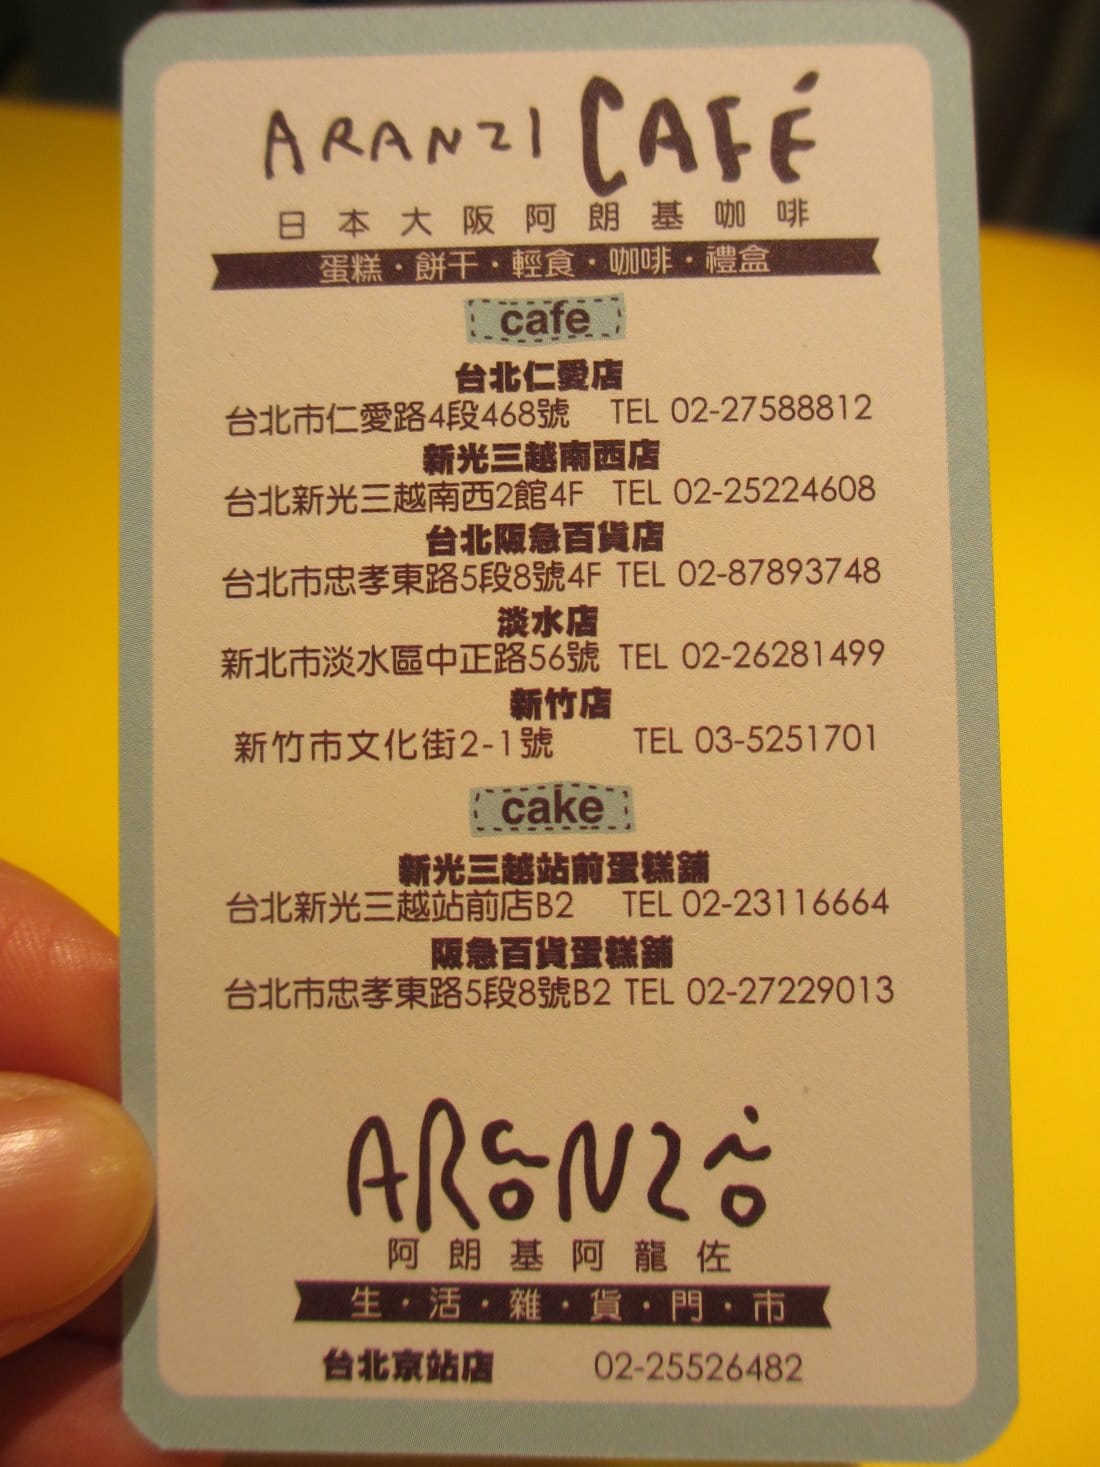 ARANZI CAFÉ
日本大阪阿朗基咖啡
蛋糕・餅干・輕食・咖啡・禮盒
cafe
台北仁愛店
台北市仁愛路4段468號 TEL 02-27588812
新光三越南西店
台北新光三越南西2館4F TEL 02-25224608
台北阪急百貨店
台北市忠孝東路5段8號4F TEL 02-87893748
淡水店
新北市淡水區中正路56號 TEL 02-26281499
新竹店
新竹市文化街2-1號 TEL 03-5251701
cake
新光三越站前蛋糕舖
台北新光三越站前店B2 TEL 02-23116664
阪急百貨蛋糕舖
台北市忠孝東路5段8號B2 TEL 02-27229013
ARONZO
阿朗基阿龍佐
生・活・雜・貨・門・市
台北京站店 02-25526482